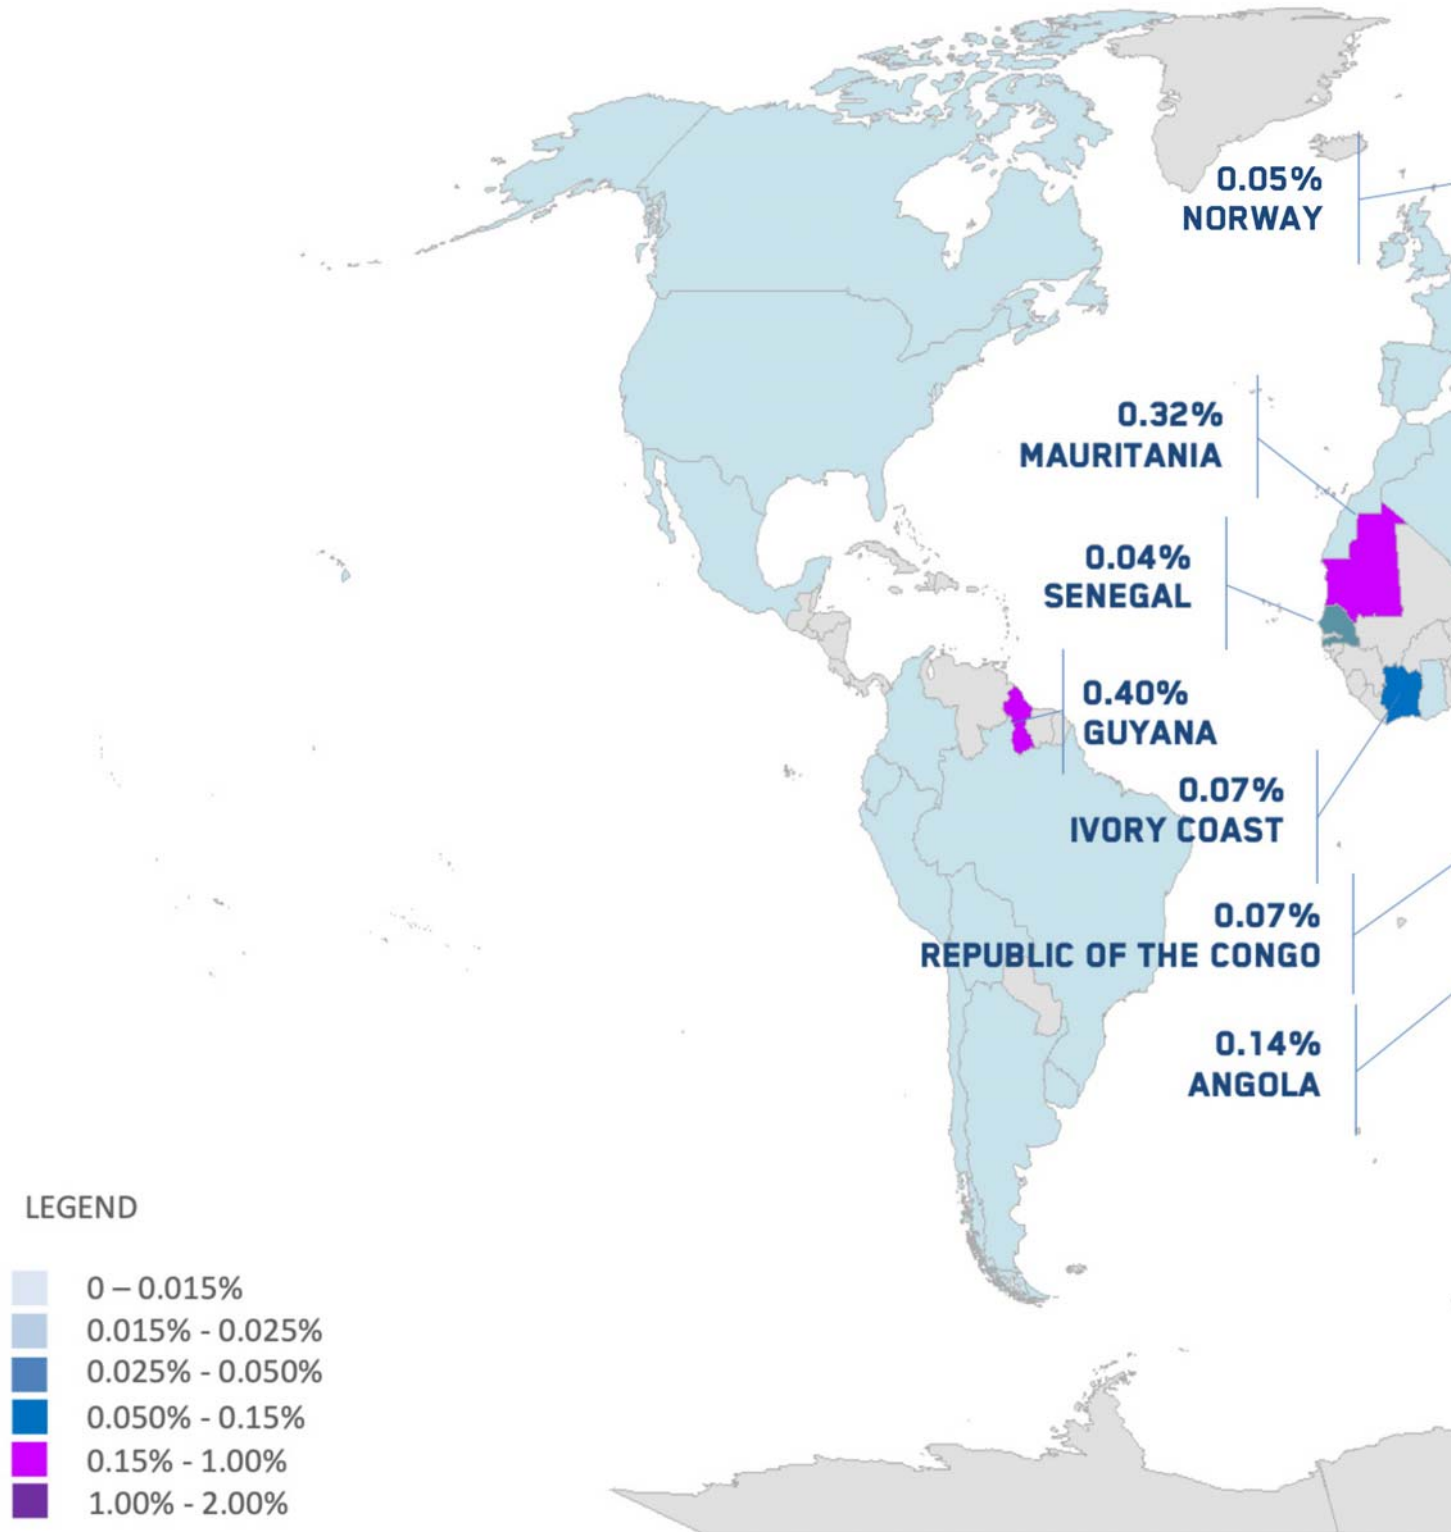 0.05%
NORWAY
0.32%
MAURITANIA
0.04%
SENEGAL
0.40%
GUYANA
0.07%
IVORY COAST
0.07%
REPUBLIC OF THE CONGO
0.14%
ANGOLA
LEGEND
0 – 0.015%
0.015% - 0.025%
0.025% - 0.050%
0.050% - 0.15%
0.15% - 1.00%
1.00% - 2.00%